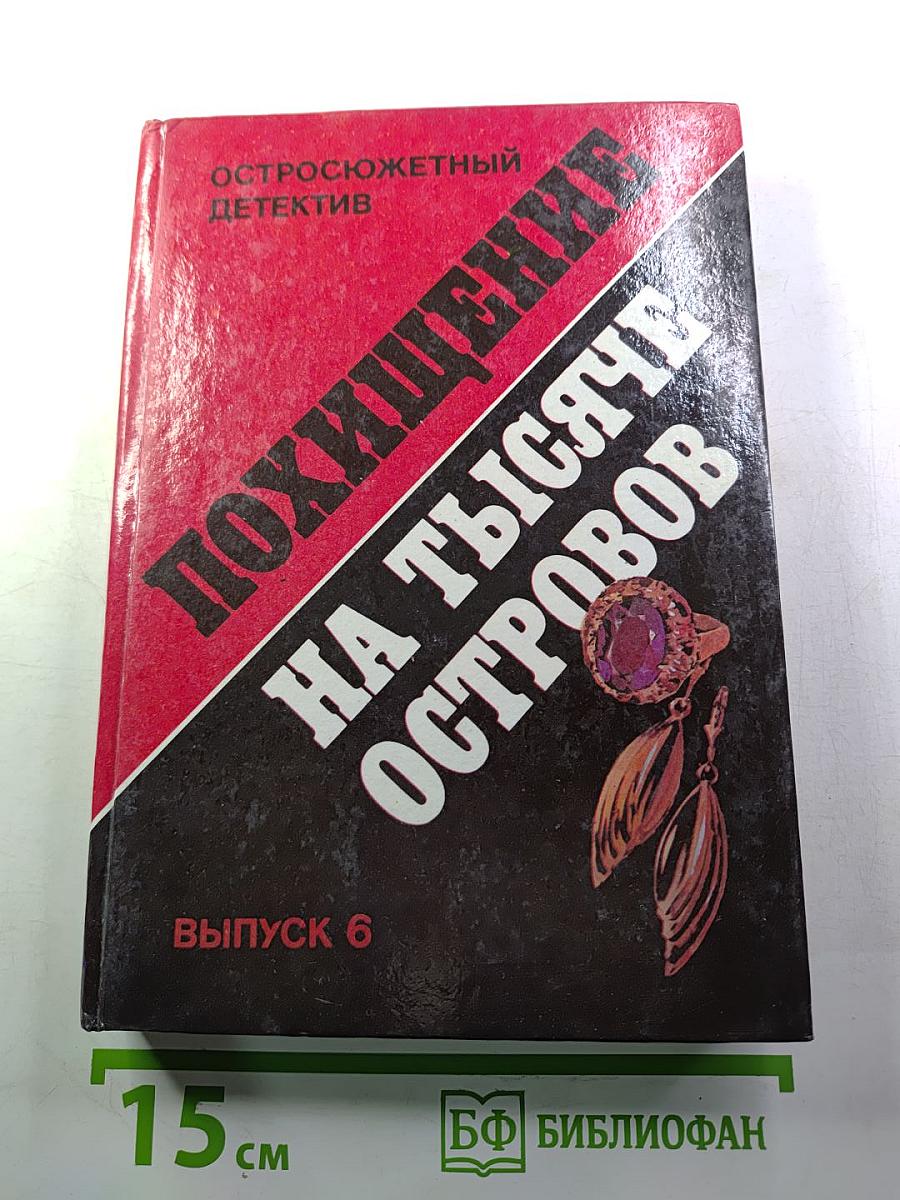 ОСТРОСЮЖЕТНЫЙ
ДЕТЕКТИВ
ПОХИЩЕНИЕ
НА ТЫСЯЧЕ
ОСТРОВОВ
ВЫПУСК 6
15 см
БФ БИБЛИОФАН